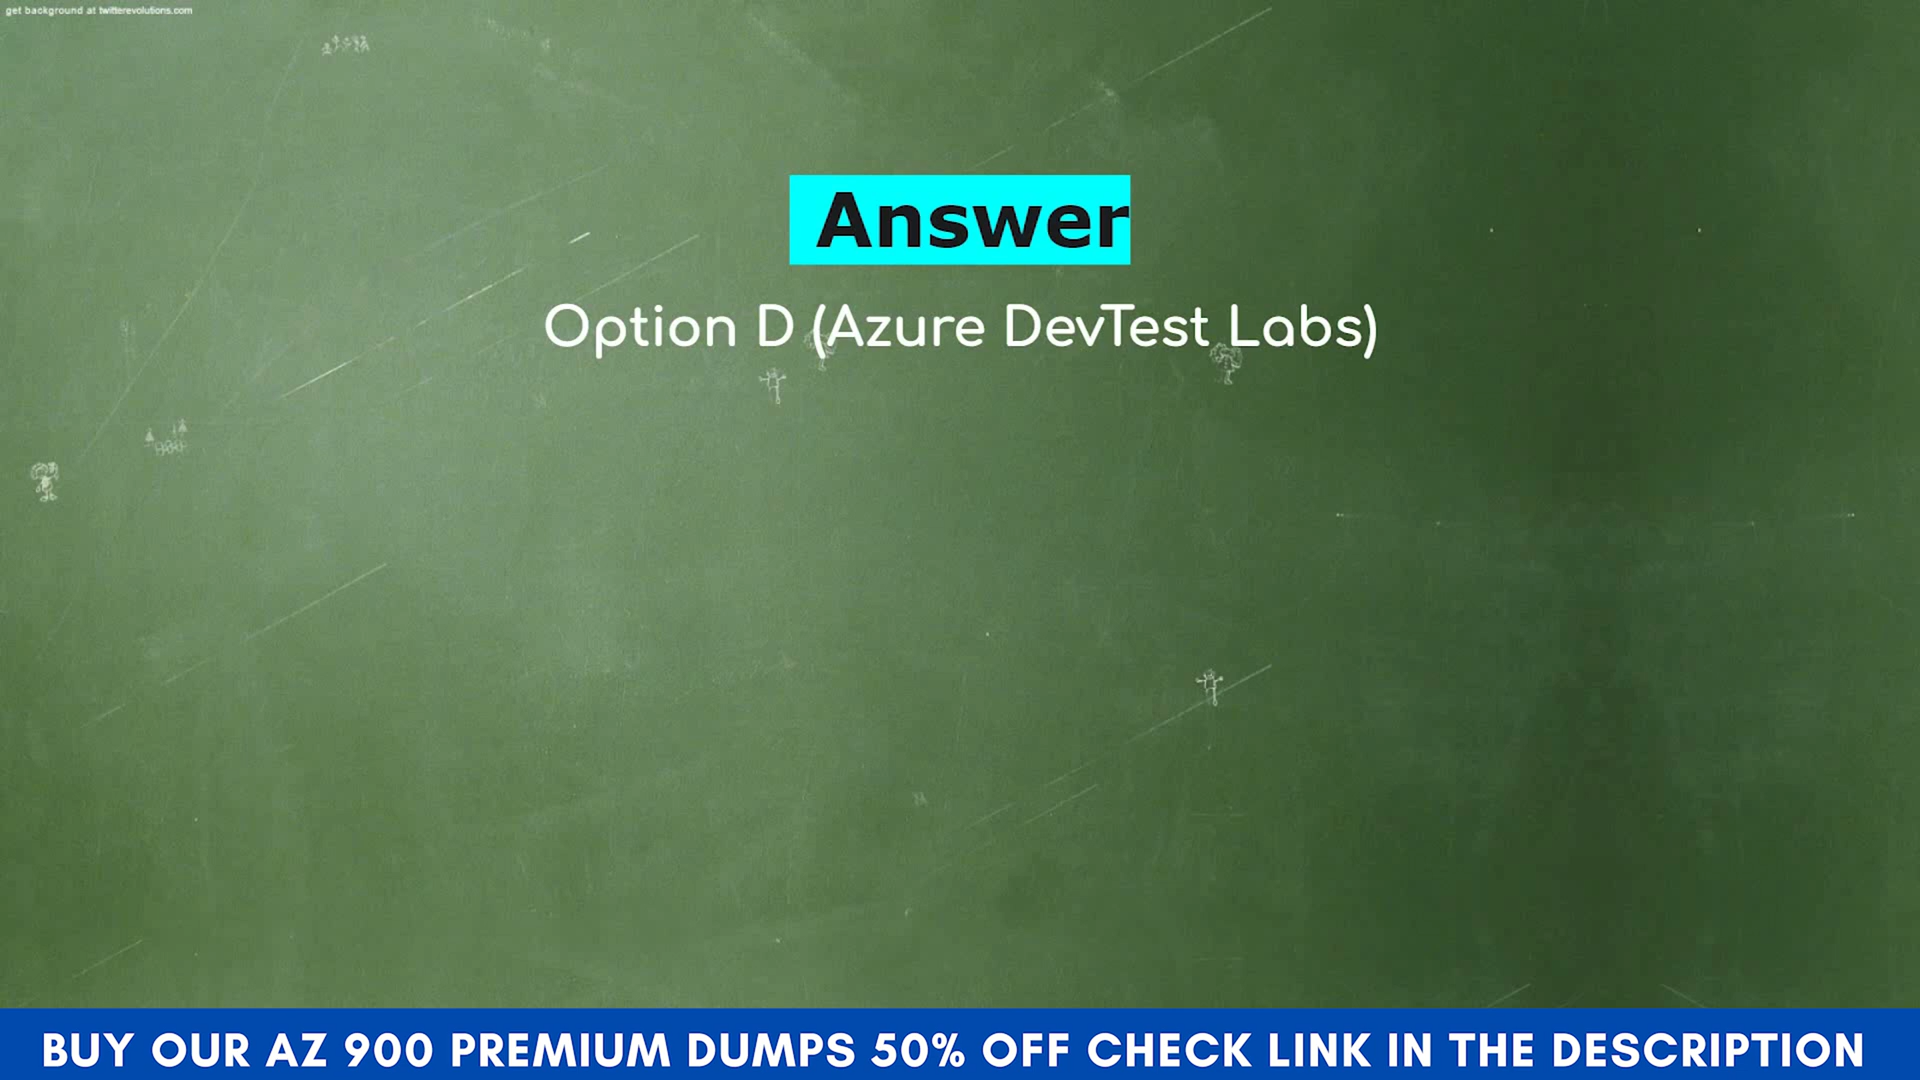 get background at twitterevolutions.com
Answer
Option D (Azure DevTest Labs)
BUY OUR AZ 900 PREMIUM DUMPS 50% OFF CHECK LINK IN THE DESCRIPTION